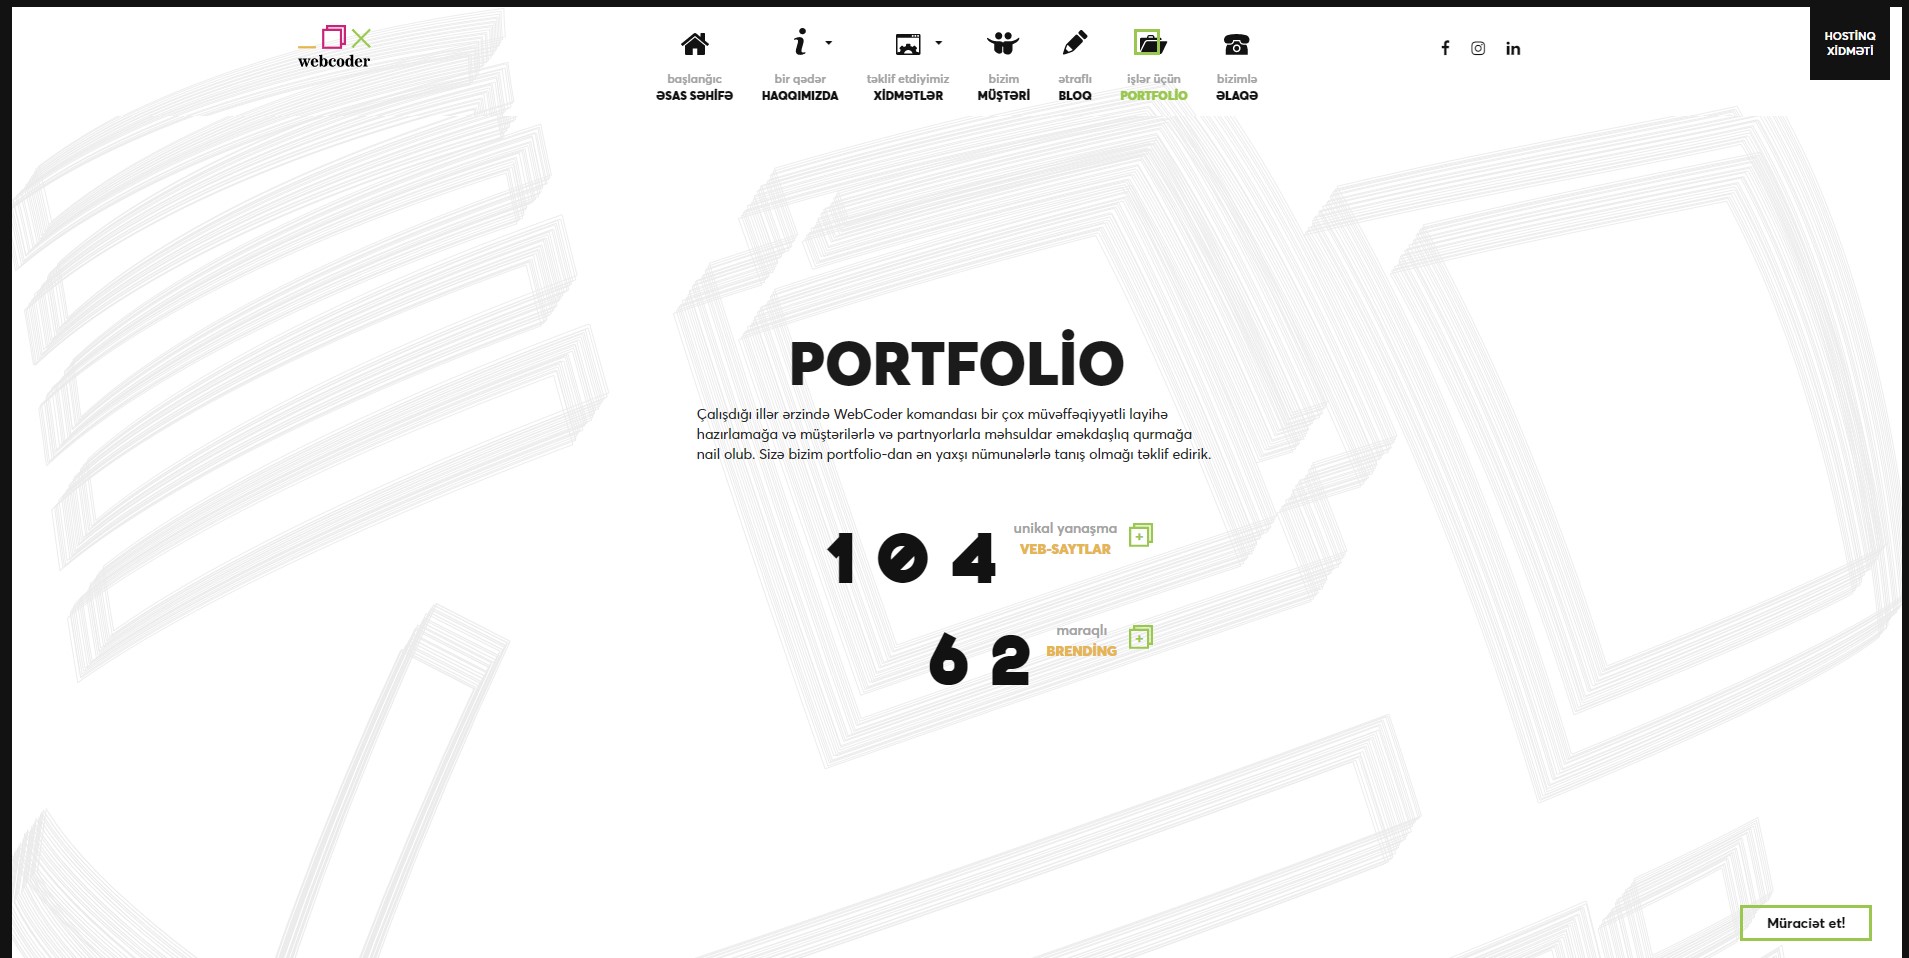 webcoder
başlanğıc
ƏSAS SƏHİFƏ
bir qədər
HAQQIMIZDA
təklif etdiyimiz
XİDMƏTLƏR
bizim
MÜŞTƏRİ
ətraflı
BLOQ
işlər üçün
PORTFOLİO
bizimlə
ƏLAQƏ
HOSTİNQ
XİDMƏTİ
PORTFOLİO
Çalışdığı illər ərzində WebCoder komandası bir çox müvəffəqiyyətli layihə
hazırlamağa və müştərilərlə və partnyorlarla məhsuldar əməkdaşlıq qurmağa
nail olub. Sizə bizim portfolio-dan ən yaxşı nümunələrlə tanış olmağı təklif edirik.
104
unikal yanaşma
VEB-SAYTLAR
62
maraqlı
BRENDİNG
Müraciət et!